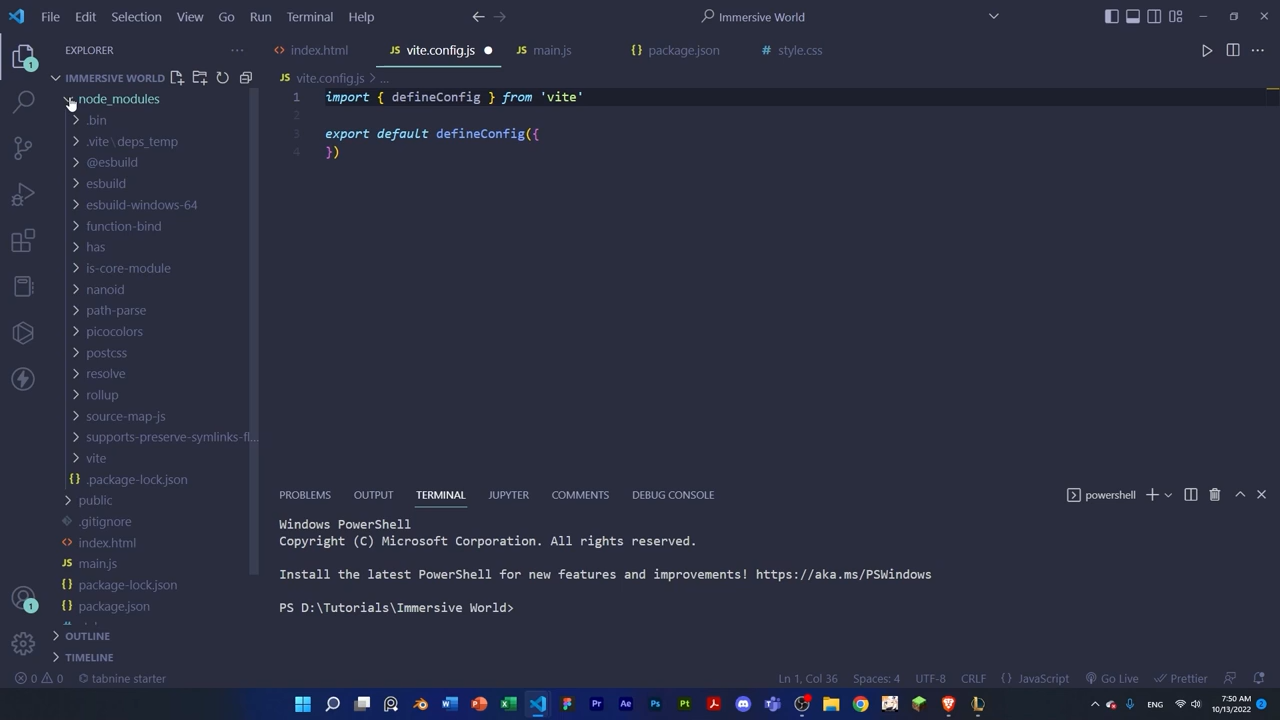 File Edit Selection View Go Run Terminal Help
Immersive World
EXPLORER
index.html
JS vite.config.js
JS main.js
{} package.json
# style.css
IMMERSIVE WORLD
JS vite.config.js > ...
node_modules
.bin
.vite \ deps_temp
@esbuild
esbuild
esbuild-windows-64
function-bind
has
is-core-module
nanoid
path-parse
picocolors
postcss
resolve
rollup
source-map-js
supports-preserve-symlinks-fl...
vite
{} .package-lock.json
public
.gitignore
index.html
JS main.js
{} package-lock.json
{} package.json
OUTLINE
TIMELINE
1 import { defineConfig } from 'vite'
2
3 export default defineConfig({
4 })
PROBLEMS OUTPUT TERMINAL JUPYTER COMMENTS DEBUG CONSOLE
powershell
Windows PowerShell
Copyright (C) Microsoft Corporation. All rights reserved.
Install the latest PowerShell for new features and improvements! https://aka.ms/PSWindows
PS D:\Tutorials\Immersive World>
1
1
0 0 tabnine starter
Ln 1, Col 36 Spaces: 4 UTF-8 CRLF {} JavaScript Go Live Prettier
ENG
7:50 AM
10/13/2022